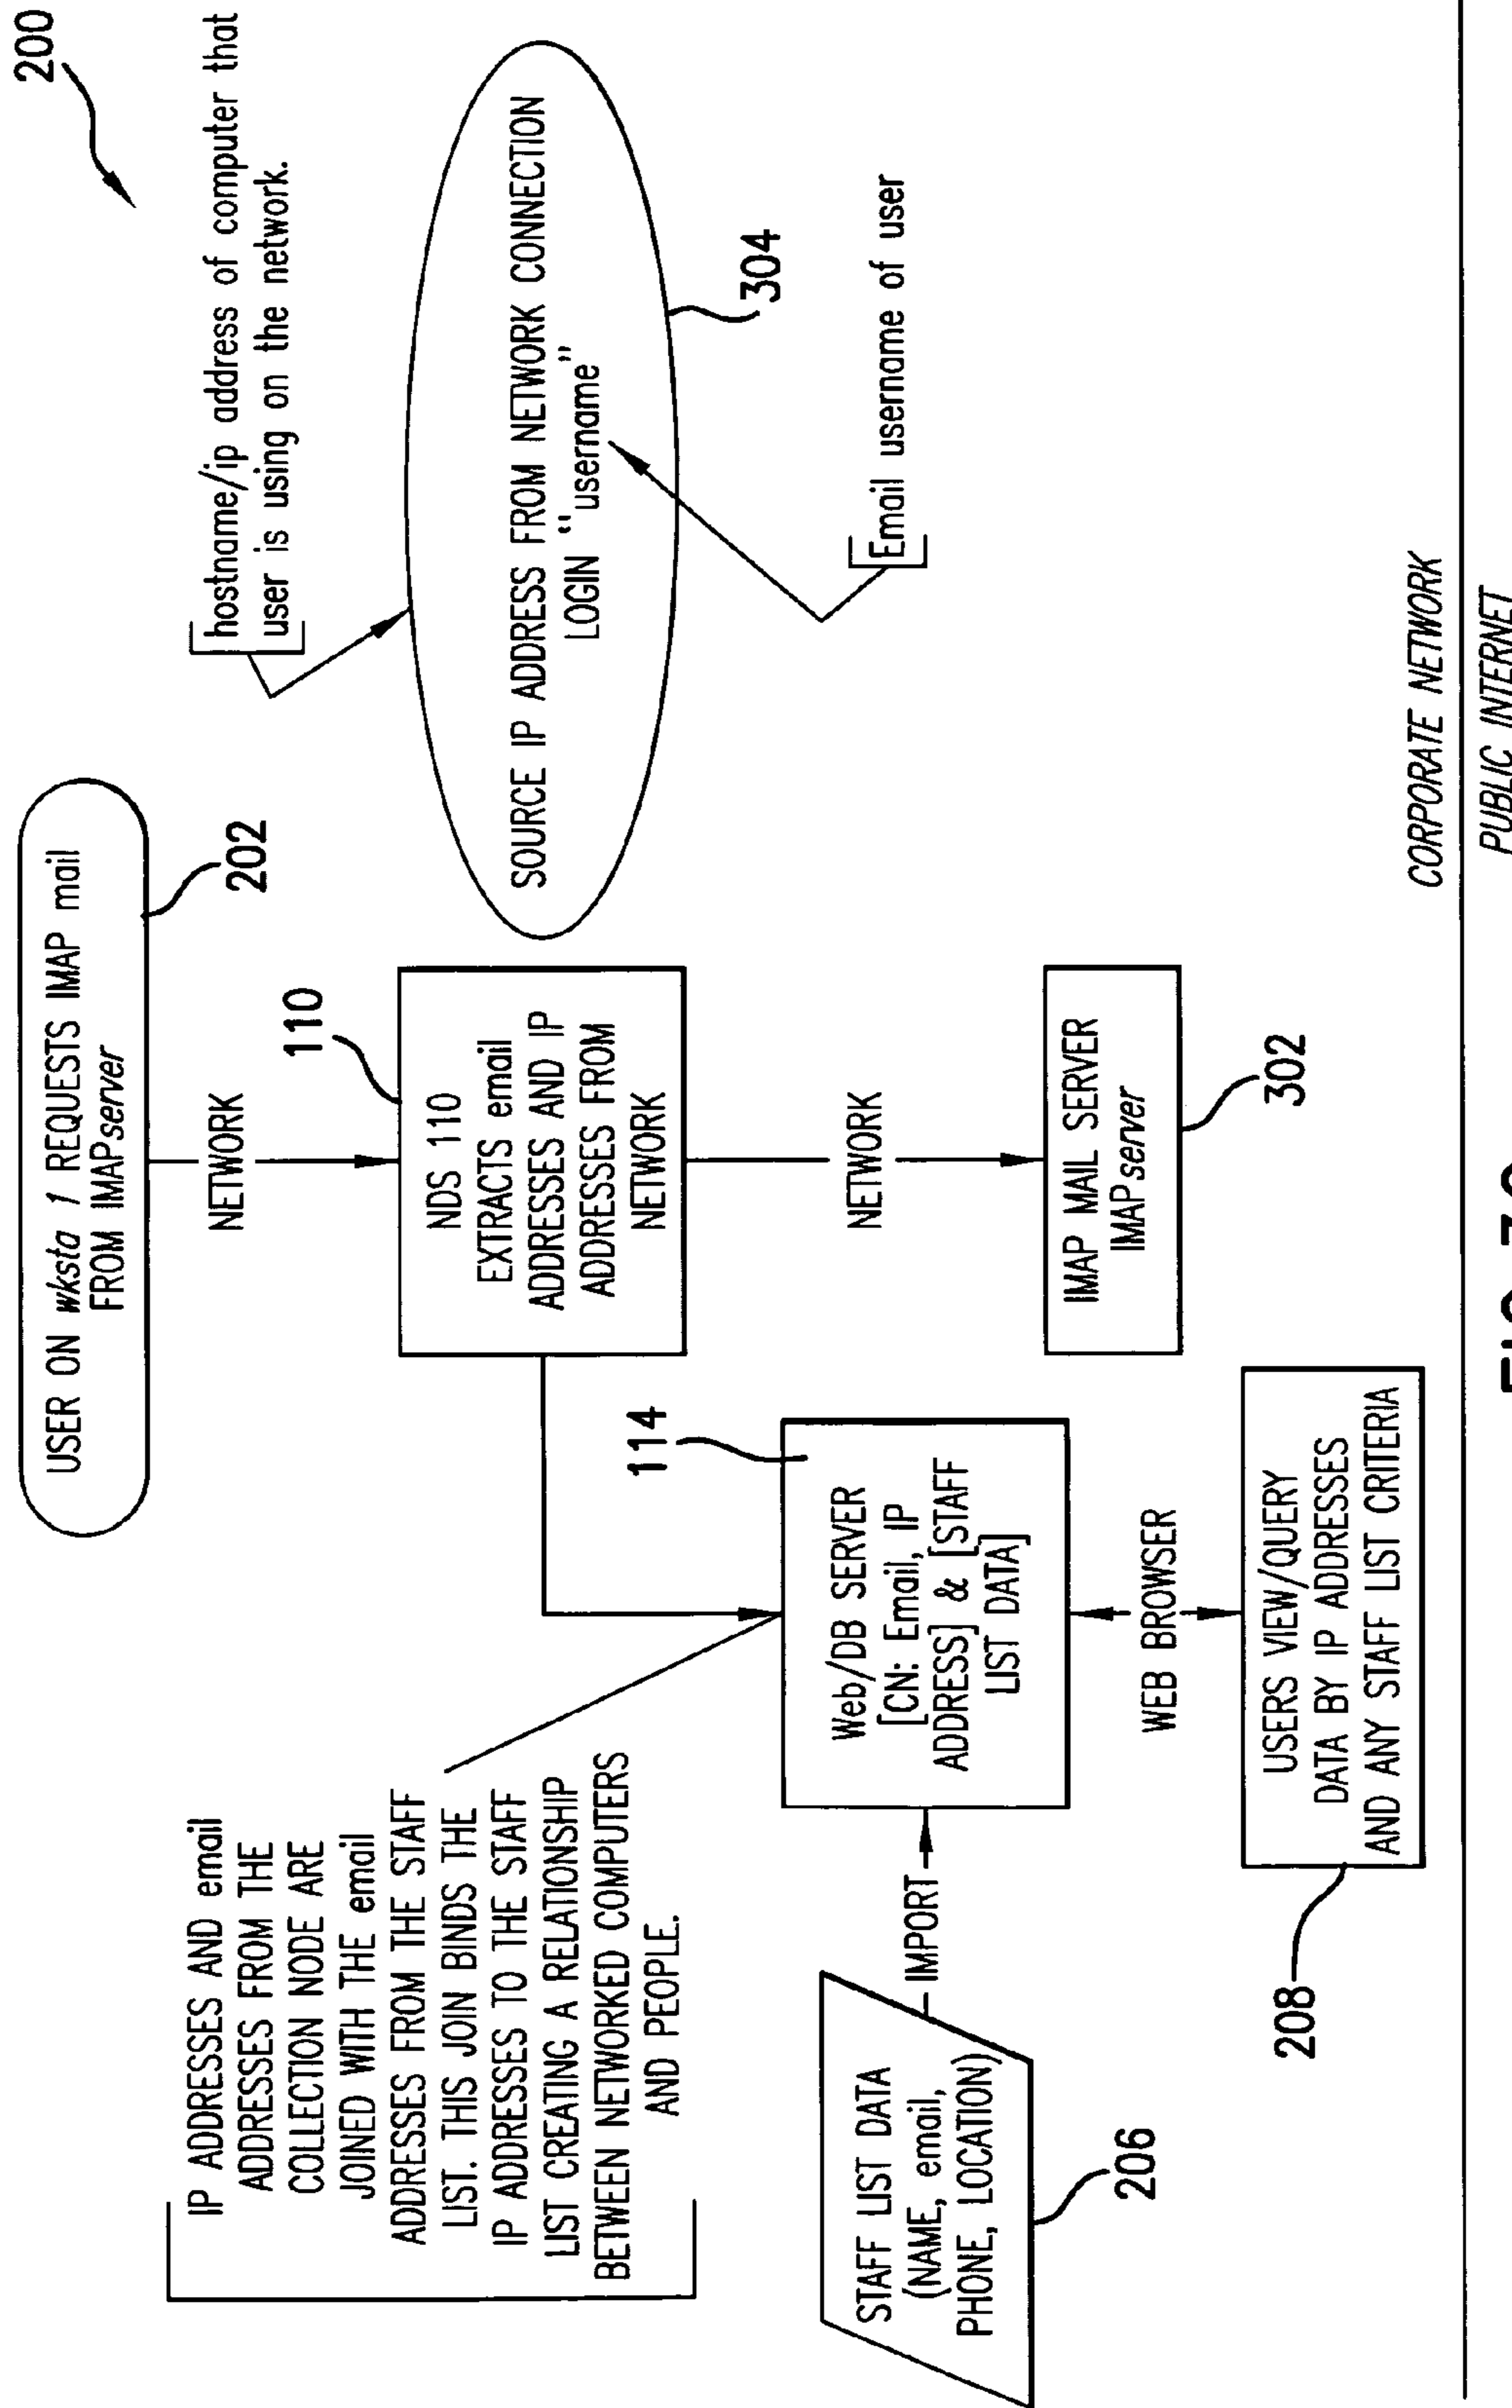 200
USER ON wksta 1 REQUESTS IMAP mail
FROM IMAPserver
202
hostname/ip address of computer that
user is using on the network.
NETWORK
110
NDS 110
EXTRACTS email
ADDRESSES AND IP
ADDRESSES FROM
NETWORK
SOURCE IP ADDRESS FROM NETWORK CONNECTION
LOGIN "username"
304
Email username of user
IP ADDRESSES AND email
ADDRESSES FROM THE
COLLECTION NODE ARE
JOINED WITH THE email
ADDRESSES FROM THE STAFF
LIST. THIS JOIN BINDS THE
IP ADDRESSES TO THE STAFF
LIST CREATING A RELATIONSHIP
BETWEEN NETWORKED COMPUTERS
AND PEOPLE.
114
NETWORK
STAFF LIST DATA
(NAME, email,
PHONE, LOCATION)
206
IMPORT
Web/DB SERVER
[CN: Email, IP
ADDRESS] & [STAFF
LIST DATA]
IMAP MAIL SERVER
IMAPserver
302
WEB BROWSER
USERS VIEW/QUERY
DATA BY IP ADDRESSES
AND ANY STAFF LIST CRITERIA
208
CORPORATE NETWORK
PUBLIC INTERNET